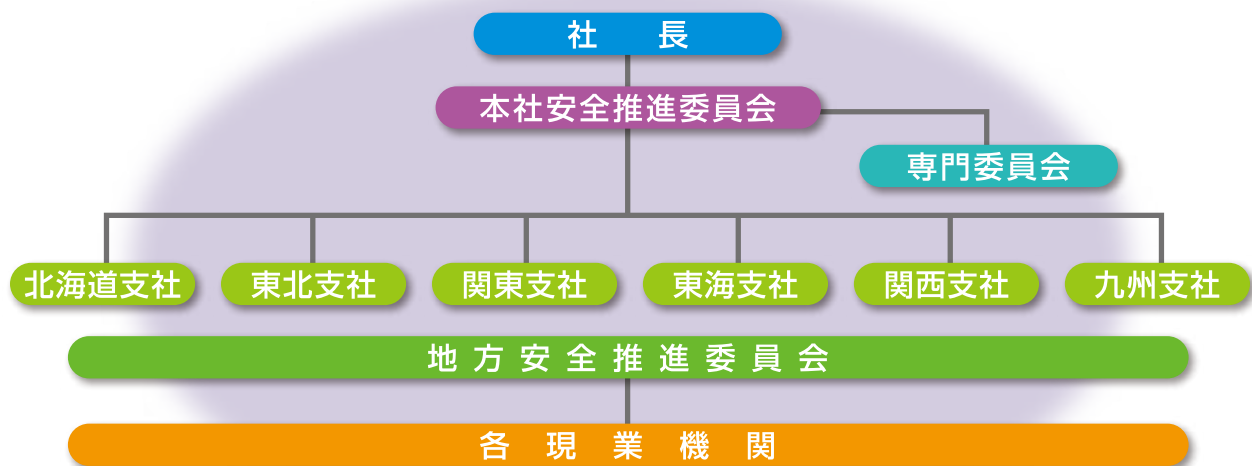 社長
本社安全推進委員会
専門委員会
北海道支社 東北支社 関東支社 東海支社 関西支社 九州支社
地方安全推進委員会
各現業機関